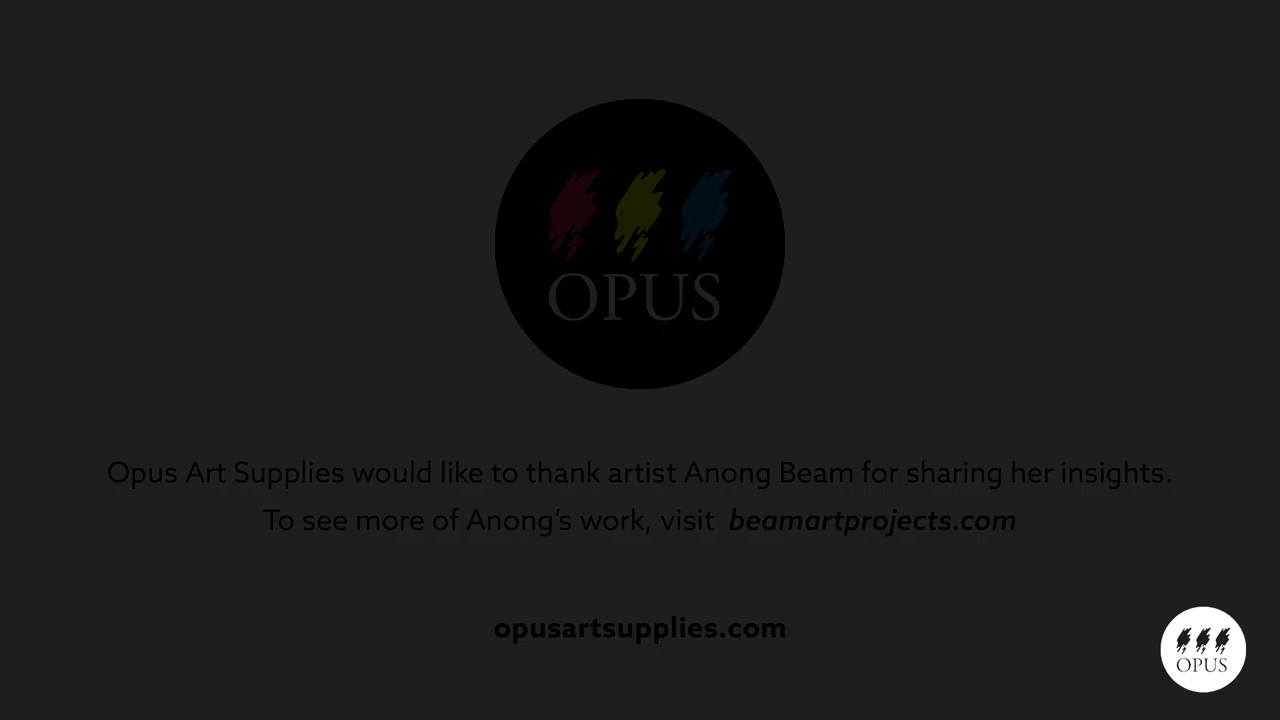 OPUS
Opus Art Supplies would like to thank artist Anong Beam for sharing her insights.
To see more of Anong's work, visit beamartprojects.com
opusartsupplies.com
OPUS